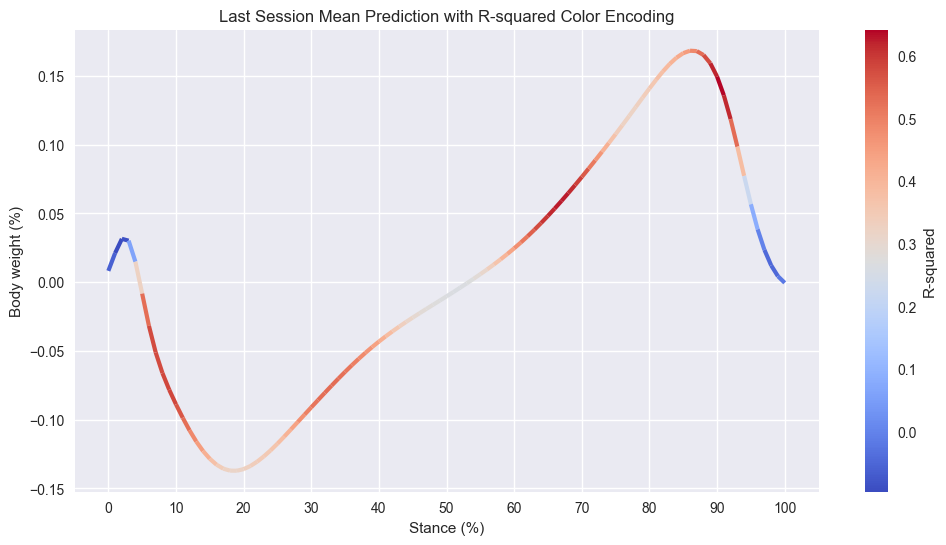 Last Session Mean Prediction with R-squared Color Encoding
0.15
0.10
0.05
0.00
−0.05
−0.10
−0.15
Body weight (%)
0 10 20 30 40 50 60 70 80 90 100
Stance (%)
0.6
0.5
0.4
0.3
0.2
0.1
0.0
R-squared